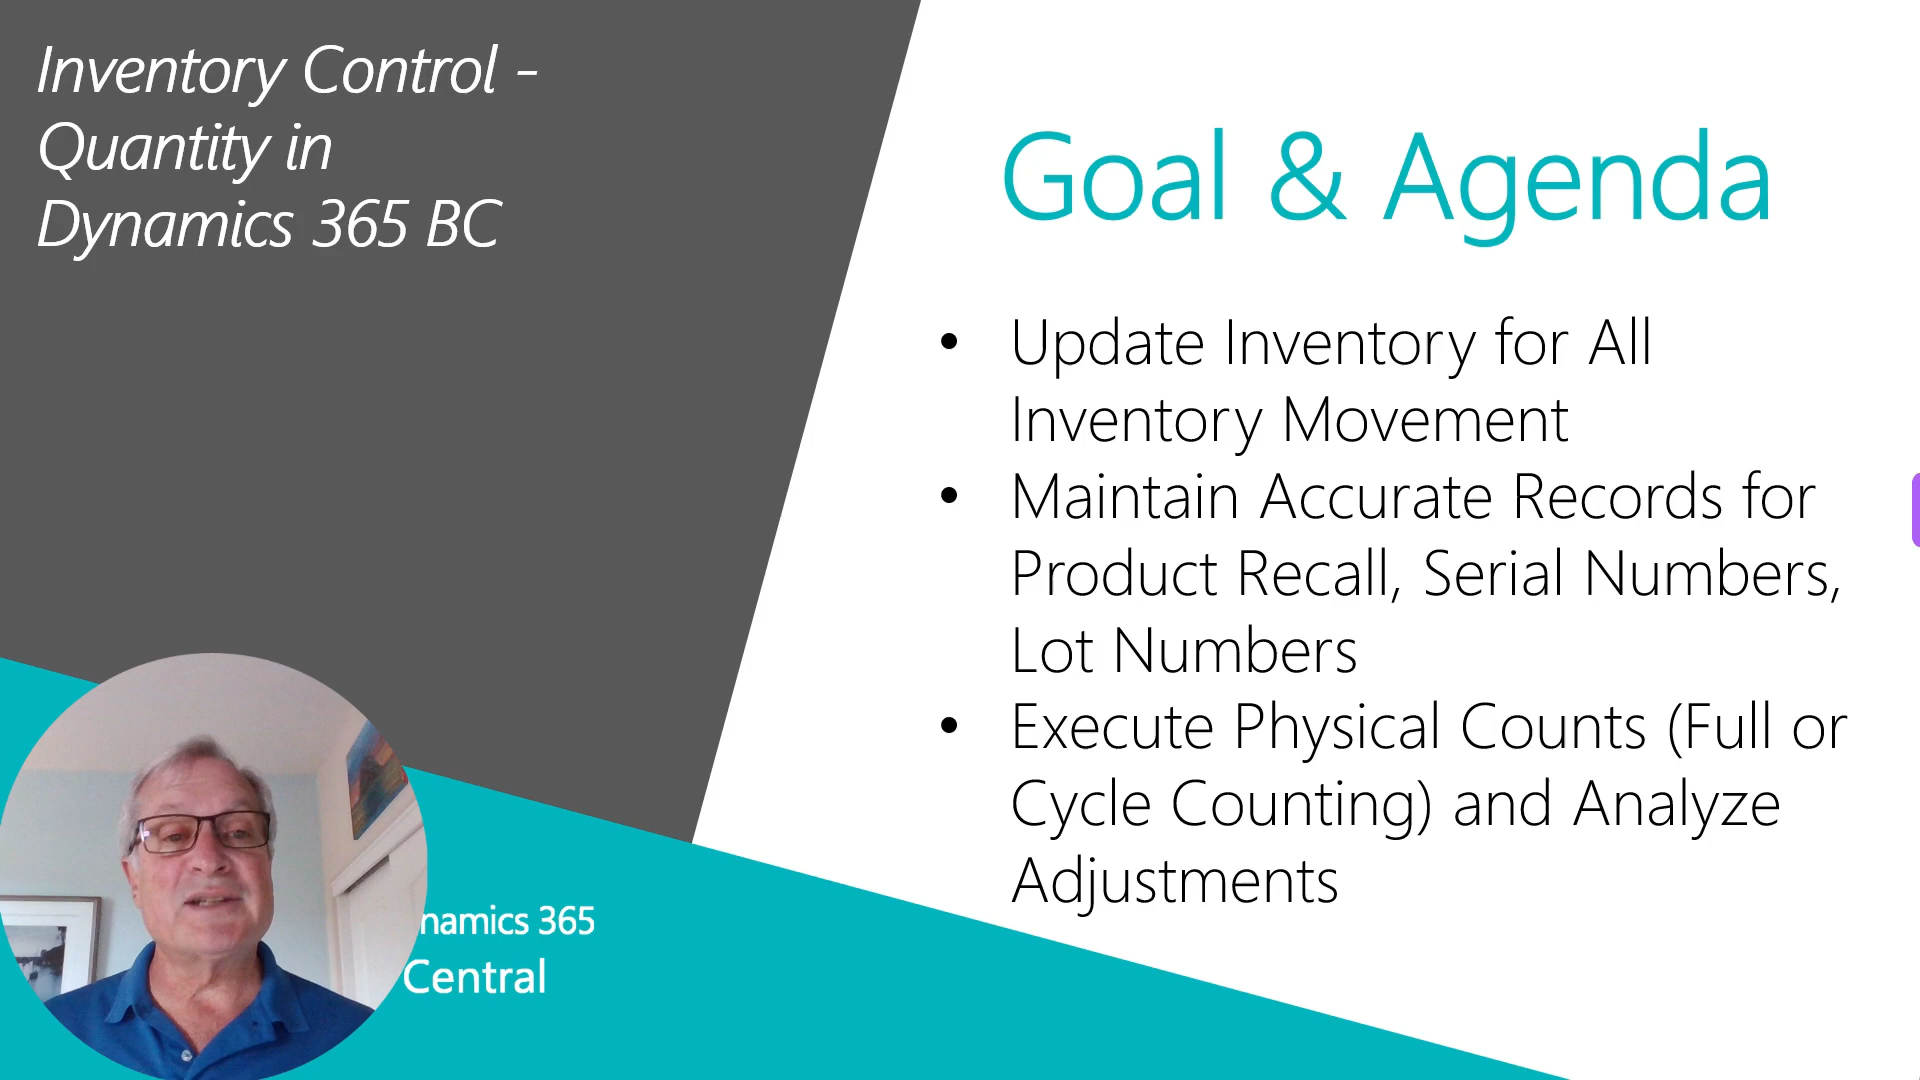 Inventory Control -
Quantity in
Dynamics 365 BC
Goal & Agenda
• Update Inventory for All
Inventory Movement
• Maintain Accurate Records for
Product Recall, Serial Numbers,
Lot Numbers
• Execute Physical Counts (Full or
Cycle Counting) and Analyze
Adjustments
namics 365
Central